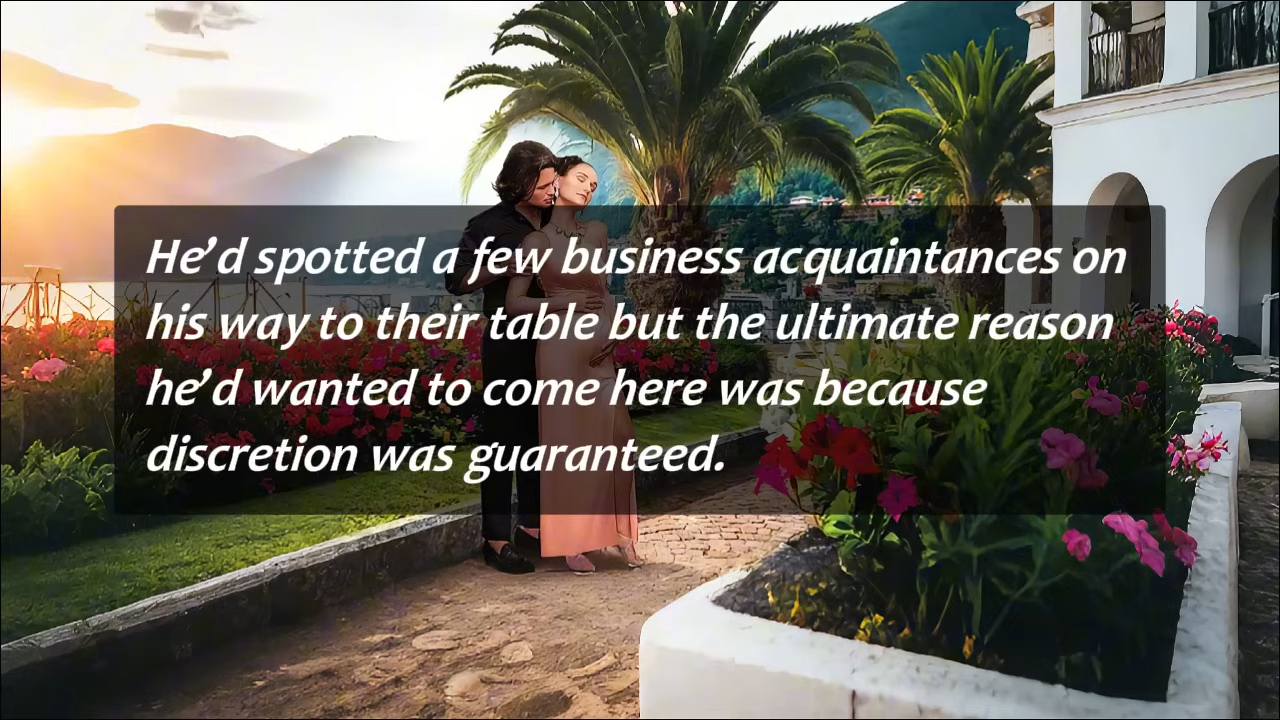 He’d spotted a few business acquaintances on
his way to their table but the ultimate reason
he’d wanted to come here was because
discretion was guaranteed.